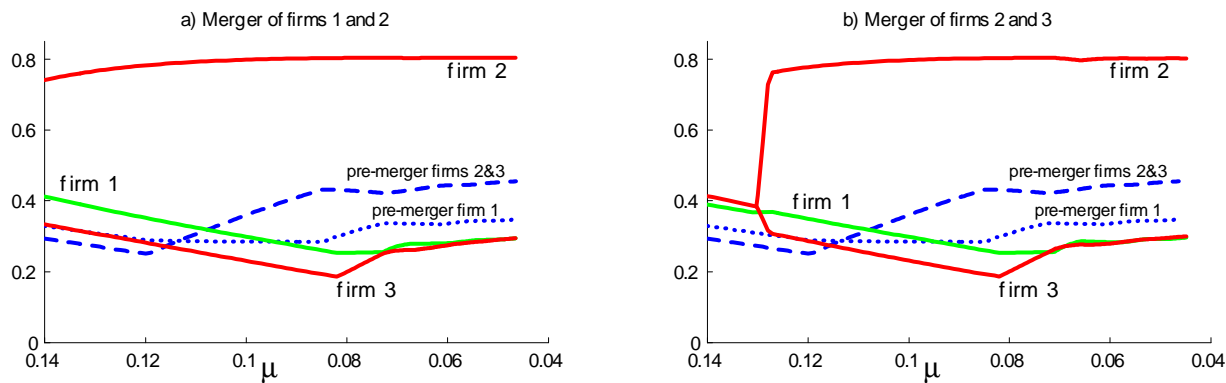 a) Merger of firms 1 and 2
0.8
firm 2
0.6
pre-merger firms 2&3
firm 1
0.4
pre-merger firm 1
0.2
firm 3
0
0.14
0.12
0.1
0.08
0.06
0.04
μ
b) Merger of firms 2 and 3
0.8
firm 2
0.6
pre-merger firms 2&3
0.4
firm 1
pre-merger firm 1
0.2
firm 3
0
0.14
0.12
0.1
0.08
0.06
0.04
μ